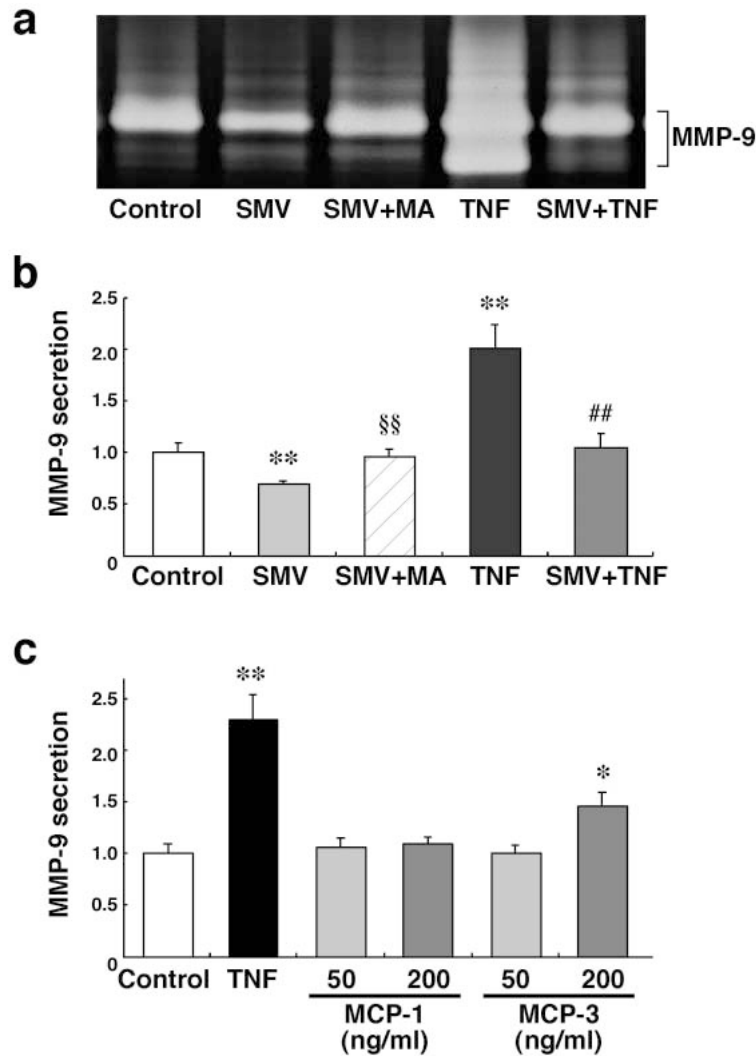 a
MMP-9
Control SMV SMV+MA TNF SMV+TNF
b
MMP-9 secretion
2.5
2.0
1.5
1.0
0.5
0
**
§§
**
##
Control SMV SMV+MA TNF SMV+TNF
c
MMP-9 secretion
2.5
2.0
1.5
1.0
0.5
0
**
*
Control TNF 50 200 50 200
MCP-1 MCP-3
(ng/ml) (ng/ml)